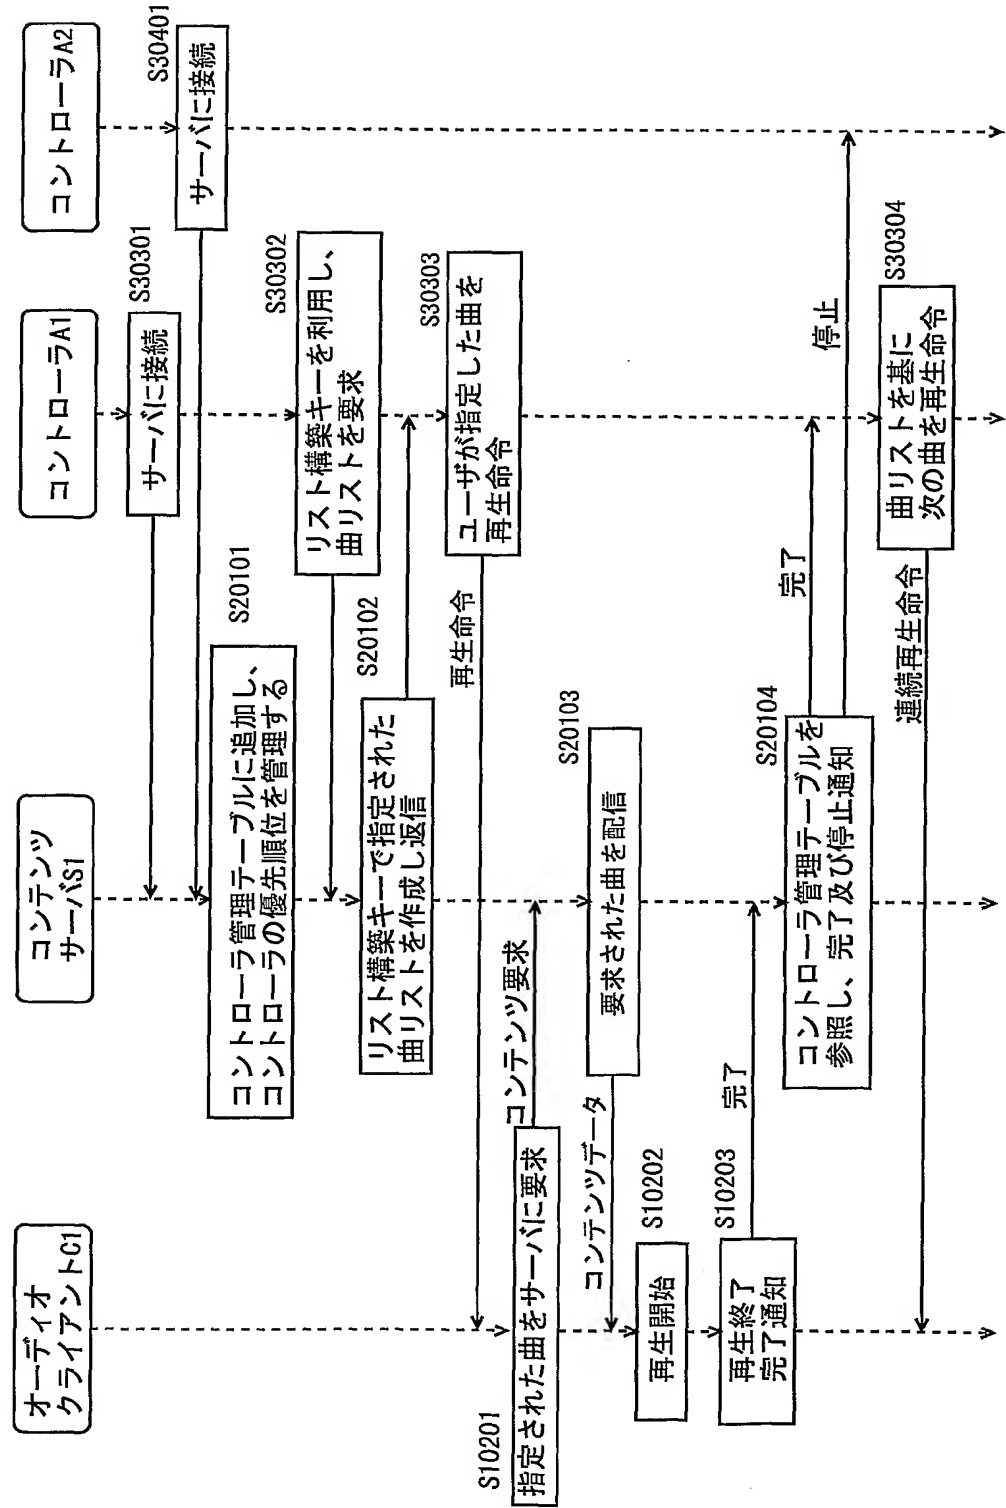 オーディオ
クライアントC1
コンテンツ
サーバS1
コントローラA1
コントローラA2
S30301
サーバに接続
S30401
サーバに接続
S20101
コントローラ管理テーブルに追加し、
コントローラの優先順位を管理する
S30302
リスト構築キーを利用し、
曲リストを要求
S20102
リスト構築キーで指定された
曲リストを作成し返信
S30303
ユーザが指定した曲を
再生命令
再生命令
S10201
指定された曲をサーバに要求
コンテンツ要求
S20103
要求された曲を配信
コンテンツデータ
S10202
再生開始
S10203
再生終了
完了通知
完了
S20104
コントローラ管理テーブルを
参照し、完了及び停止通知
完了
停止
S30304
曲リストを基に
次の曲を再生命令
連続再生命令